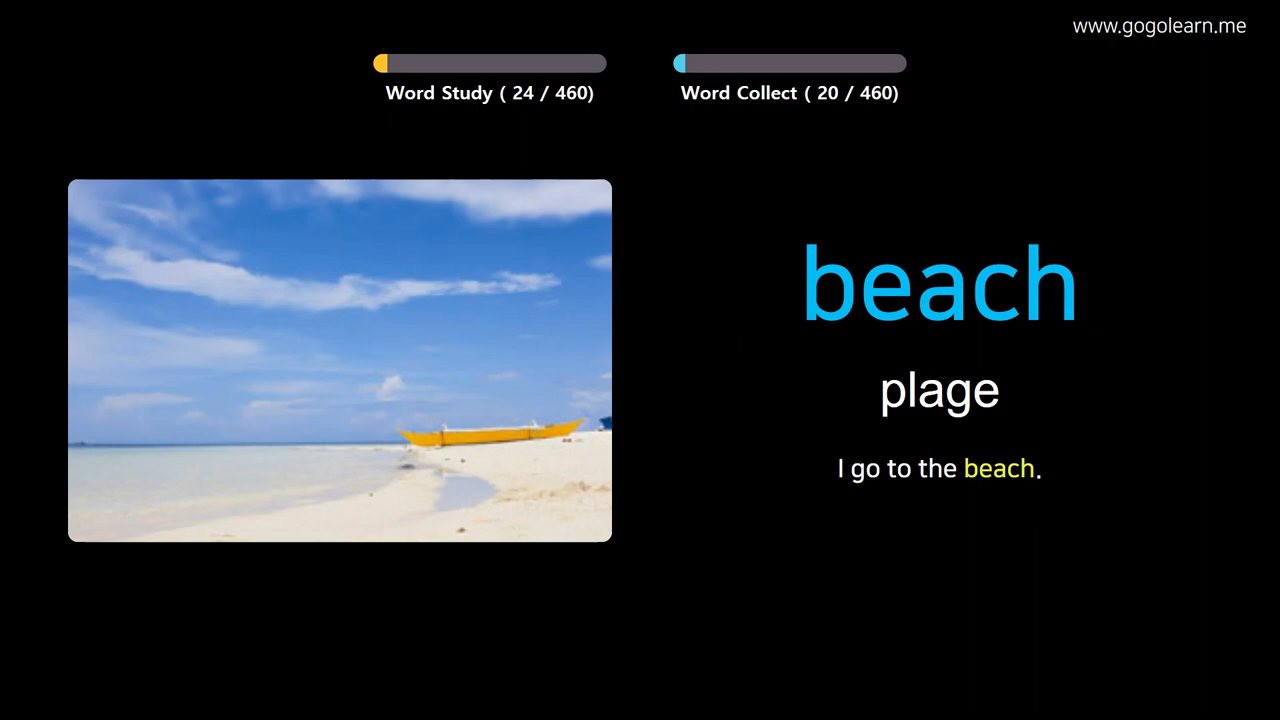 www.gogolearn.me
Word Study ( 24 / 460)
Word Collect ( 20 / 460)
beach
plage
I go to the beach.